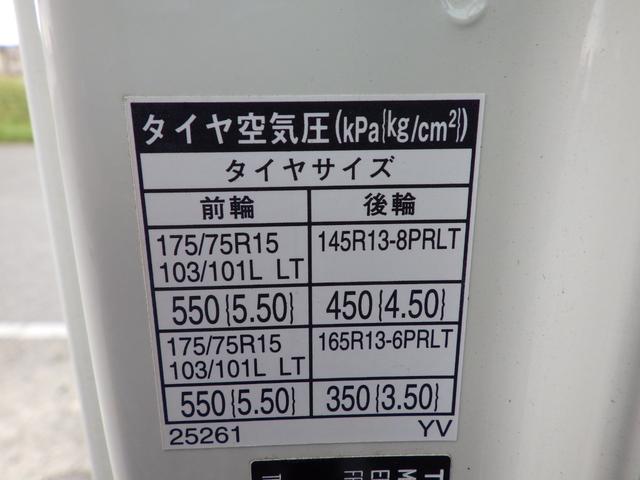 タイヤ空気圧(kPa{kg/cm²})
タイヤサイズ
前輪 後輪
175/75R15 145R13-8PRLT
103/101L LT
550{5.50} 450{4.50}
175/75R15 165R13-6PRLT
103/101L LT
550{5.50} 350{3.50}
25261 YV